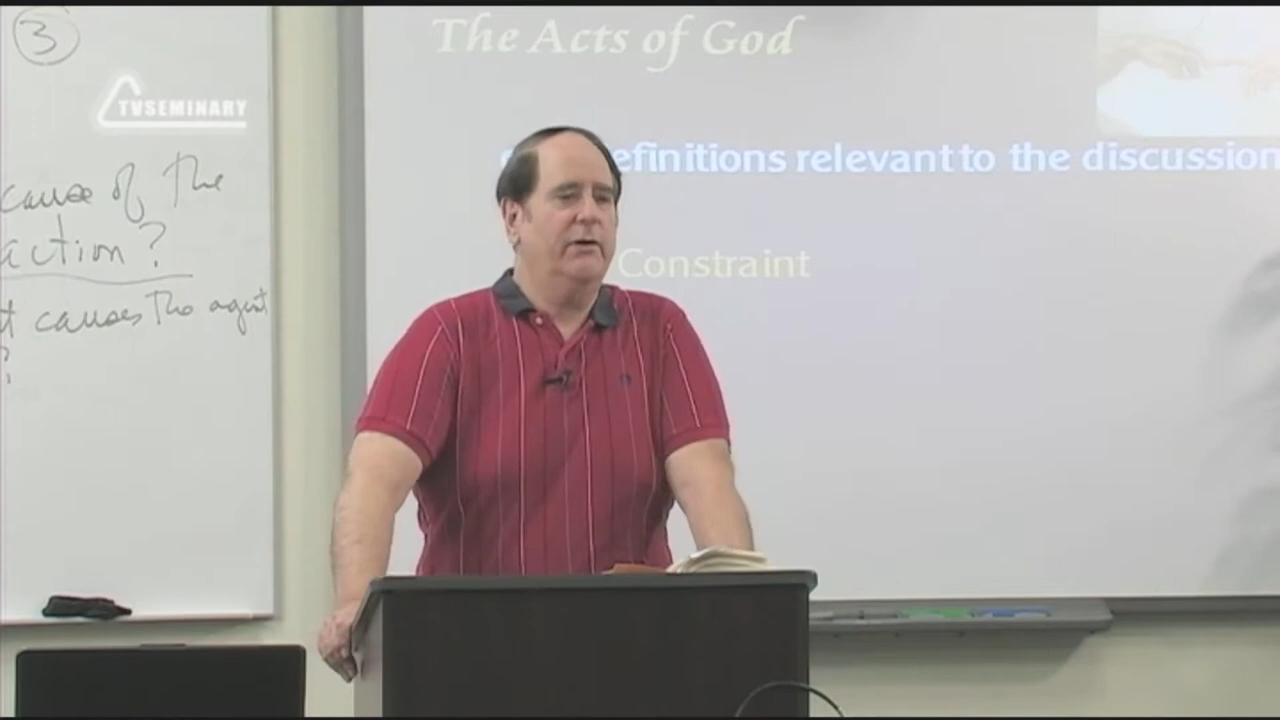 3
TVSEMINARY
cause of the
action?
causes the agent
?
The Acts of God
efinitions relevant to the discussion
Constraint